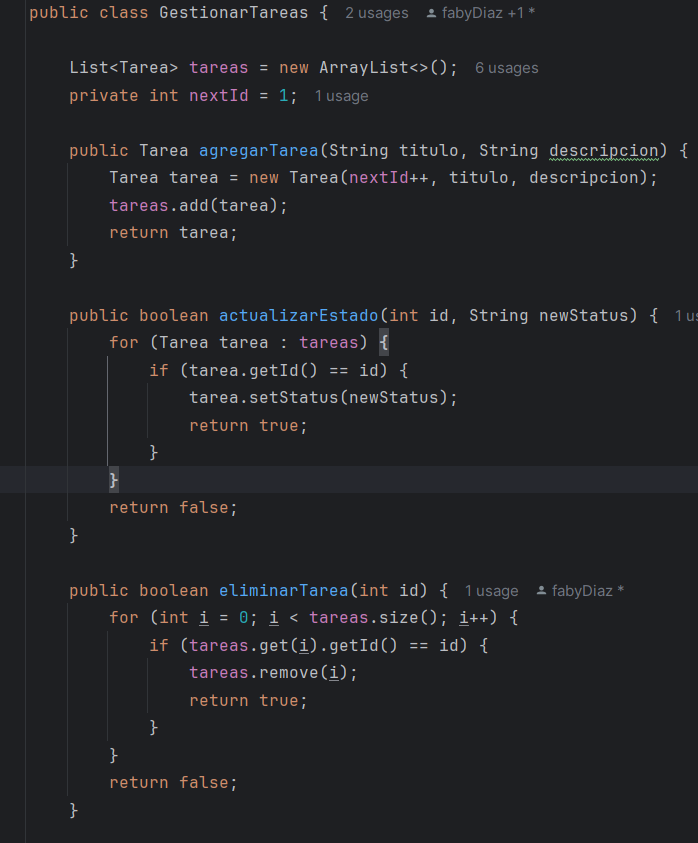 public class GestionarTareas { 2 usages fabyDiaz +1 *
List<Tarea> tareas = new ArrayList<>(); 6 usages
private int nextId = 1; 1 usage
public Tarea agregarTarea(String titulo, String descripcion) {
Tarea tarea = new Tarea(nextId++, titulo, descripcion);
tareas.add(tarea);
return tarea;
}
public boolean actualizarEstado(int id, String newStatus) { 1 us
for (Tarea tarea : tareas) {
if (tarea.getId() == id) {
tarea.setStatus(newStatus);
return true;
}
}
return false;
}
public boolean eliminarTarea(int id) { 1 usage fabyDiaz *
for (int i = 0; i < tareas.size(); i++) {
if (tareas.get(i).getId() == id) {
tareas.remove(i);
return true;
}
}
return false;
}